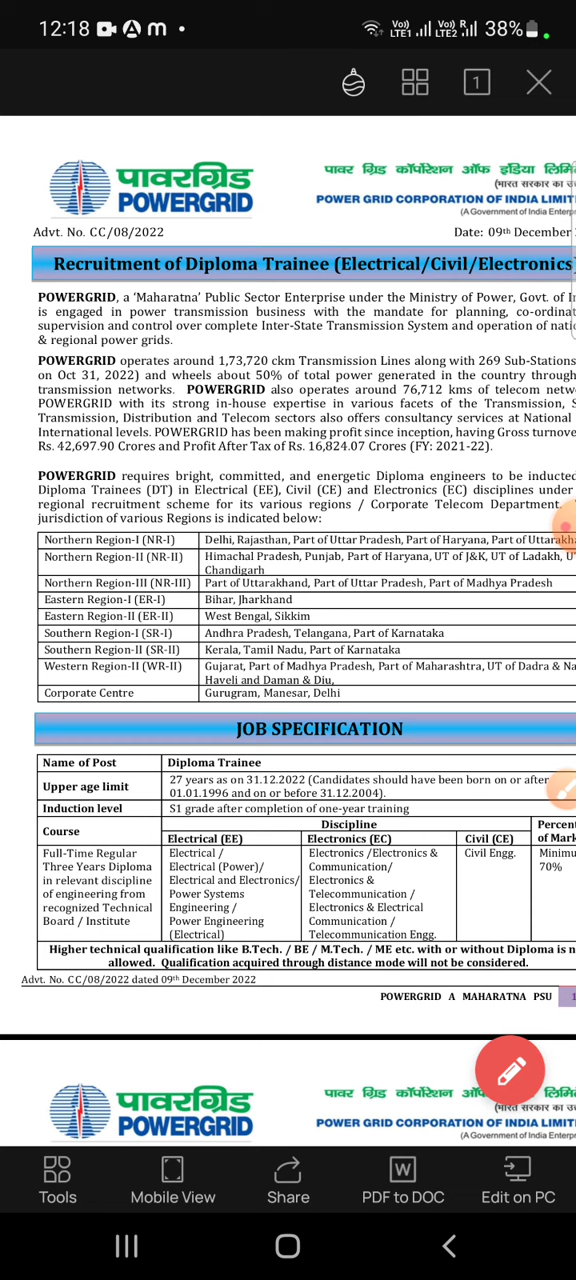 12:18 m
Vo)) LTE1 Vo)) R LTE2 38%
1
पावरग्रिड
POWERGRID
पावर ग्रिड कॉर्पोरेशन ऑफ इंडिया
(भारत सरकार का
POWER GRID CORPORATION OF INDIA LIMIT
(A Government of India Enterp
Advt. No. CC/08/2022 Date: 09th December
Recruitment of Diploma Trainee (Electrical/Civil/Electronics)
POWERGRID, a 'Maharatna' Public Sector Enterprise under the Ministry of Power, Govt. of In
is engaged in power transmission business with the mandate for planning, co-ordinat
supervision and control over complete Inter-State Transmission System and operation of natio
& regional power grids.
POWERGRID operates around 1,73,720 ckm Transmission Lines along with 269 Sub-Stations
on Oct 31, 2022) and wheels about 50% of total power generated in the country through
transmission networks. POWERGRID also operates around 76,712 kms of telecom netw
POWERGRID with its strong in-house expertise in various facets of the Transmission, S
Transmission, Distribution and Telecom sectors also offers consultancy services at National
International levels. POWERGRID has been making profit since inception, having Gross turnove
Rs. 42,697.90 Crores and Profit After Tax of Rs. 16,824.07 Crores (FY: 2021-22).
POWERGRID requires bright, committed, and energetic Diploma engineers to be inducted
Diploma Trainees (DT) in Electrical (EE), Civil (CE) and Electronics (EC) disciplines under
regional recruitment scheme for its various regions / Corporate Telecom Department.
jurisdiction of various Regions is indicated below:
Northern Region-I (NR-I) Delhi, Rajasthan, Part of Uttar Pradesh, Part of Haryana, Part of Uttarakha
Northern Region-II (NR-II) Himachal Pradesh, Punjab, Part of Haryana, UT of J&K, UT of Ladakh, U
Chandigarh
Northern Region-III (NR-III) Part of Uttarakhand, Part of Uttar Pradesh, Part of Madhya Pradesh
Eastern Region-I (ER-I) Bihar, Jharkhand
Eastern Region-II (ER-II) West Bengal, Sikkim
Southern Region-I (SR-I) Andhra Pradesh, Telangana, Part of Karnataka
Southern Region-II (SR-II) Kerala, Tamil Nadu, Part of Karnataka
Western Region-II (WR-II) Gujarat, Part of Madhya Pradesh, Part of Maharashtra, UT of Dadra & Na
Haveli and Daman & Diu,
Corporate Centre Gurugram, Manesar, Delhi
JOB SPECIFICATION
Name of Post Diploma Trainee
Upper age limit 27 years as on 31.12.2022 (Candidates should have been born on or after
01.01.1996 and on or before 31.12.2004).
Induction level S1 grade after completion of one-year training
Course Discipline Percent
Electrical (EE) Electronics (EC) Civil (CE) of Mark
Full-Time Regular Electrical / Electronics /Electronics & Civil Engg. Minimu
Three Years Diploma Electrical (Power)/ Communication/ 70%
in relevant discipline Electrical and Electronics/ Electronics &
of engineering from Power Systems Telecommunication /
recognized Technical Engineering / Electronics & Electrical
Board / Institute Power Engineering Communication /
(Electrical) Telecommunication Engg.
Higher technical qualification like B.Tech. / BE / M.Tech. / ME etc. with or without Diploma is n
allowed. Qualification acquired through distance mode will not be considered.
Advt. No. CC/08/2022 dated 09th December 2022
POWERGRID A MAHARATNA PSU 1
पावरग्रिड
POWERGRID
पावर ग्रिड कॉर्पोरेशन
POWER GRID CORPORATION OF INDIA LIMIT
(A Government of India Enterp
Tools Mobile View Share W PDF to DOC Edit on PC